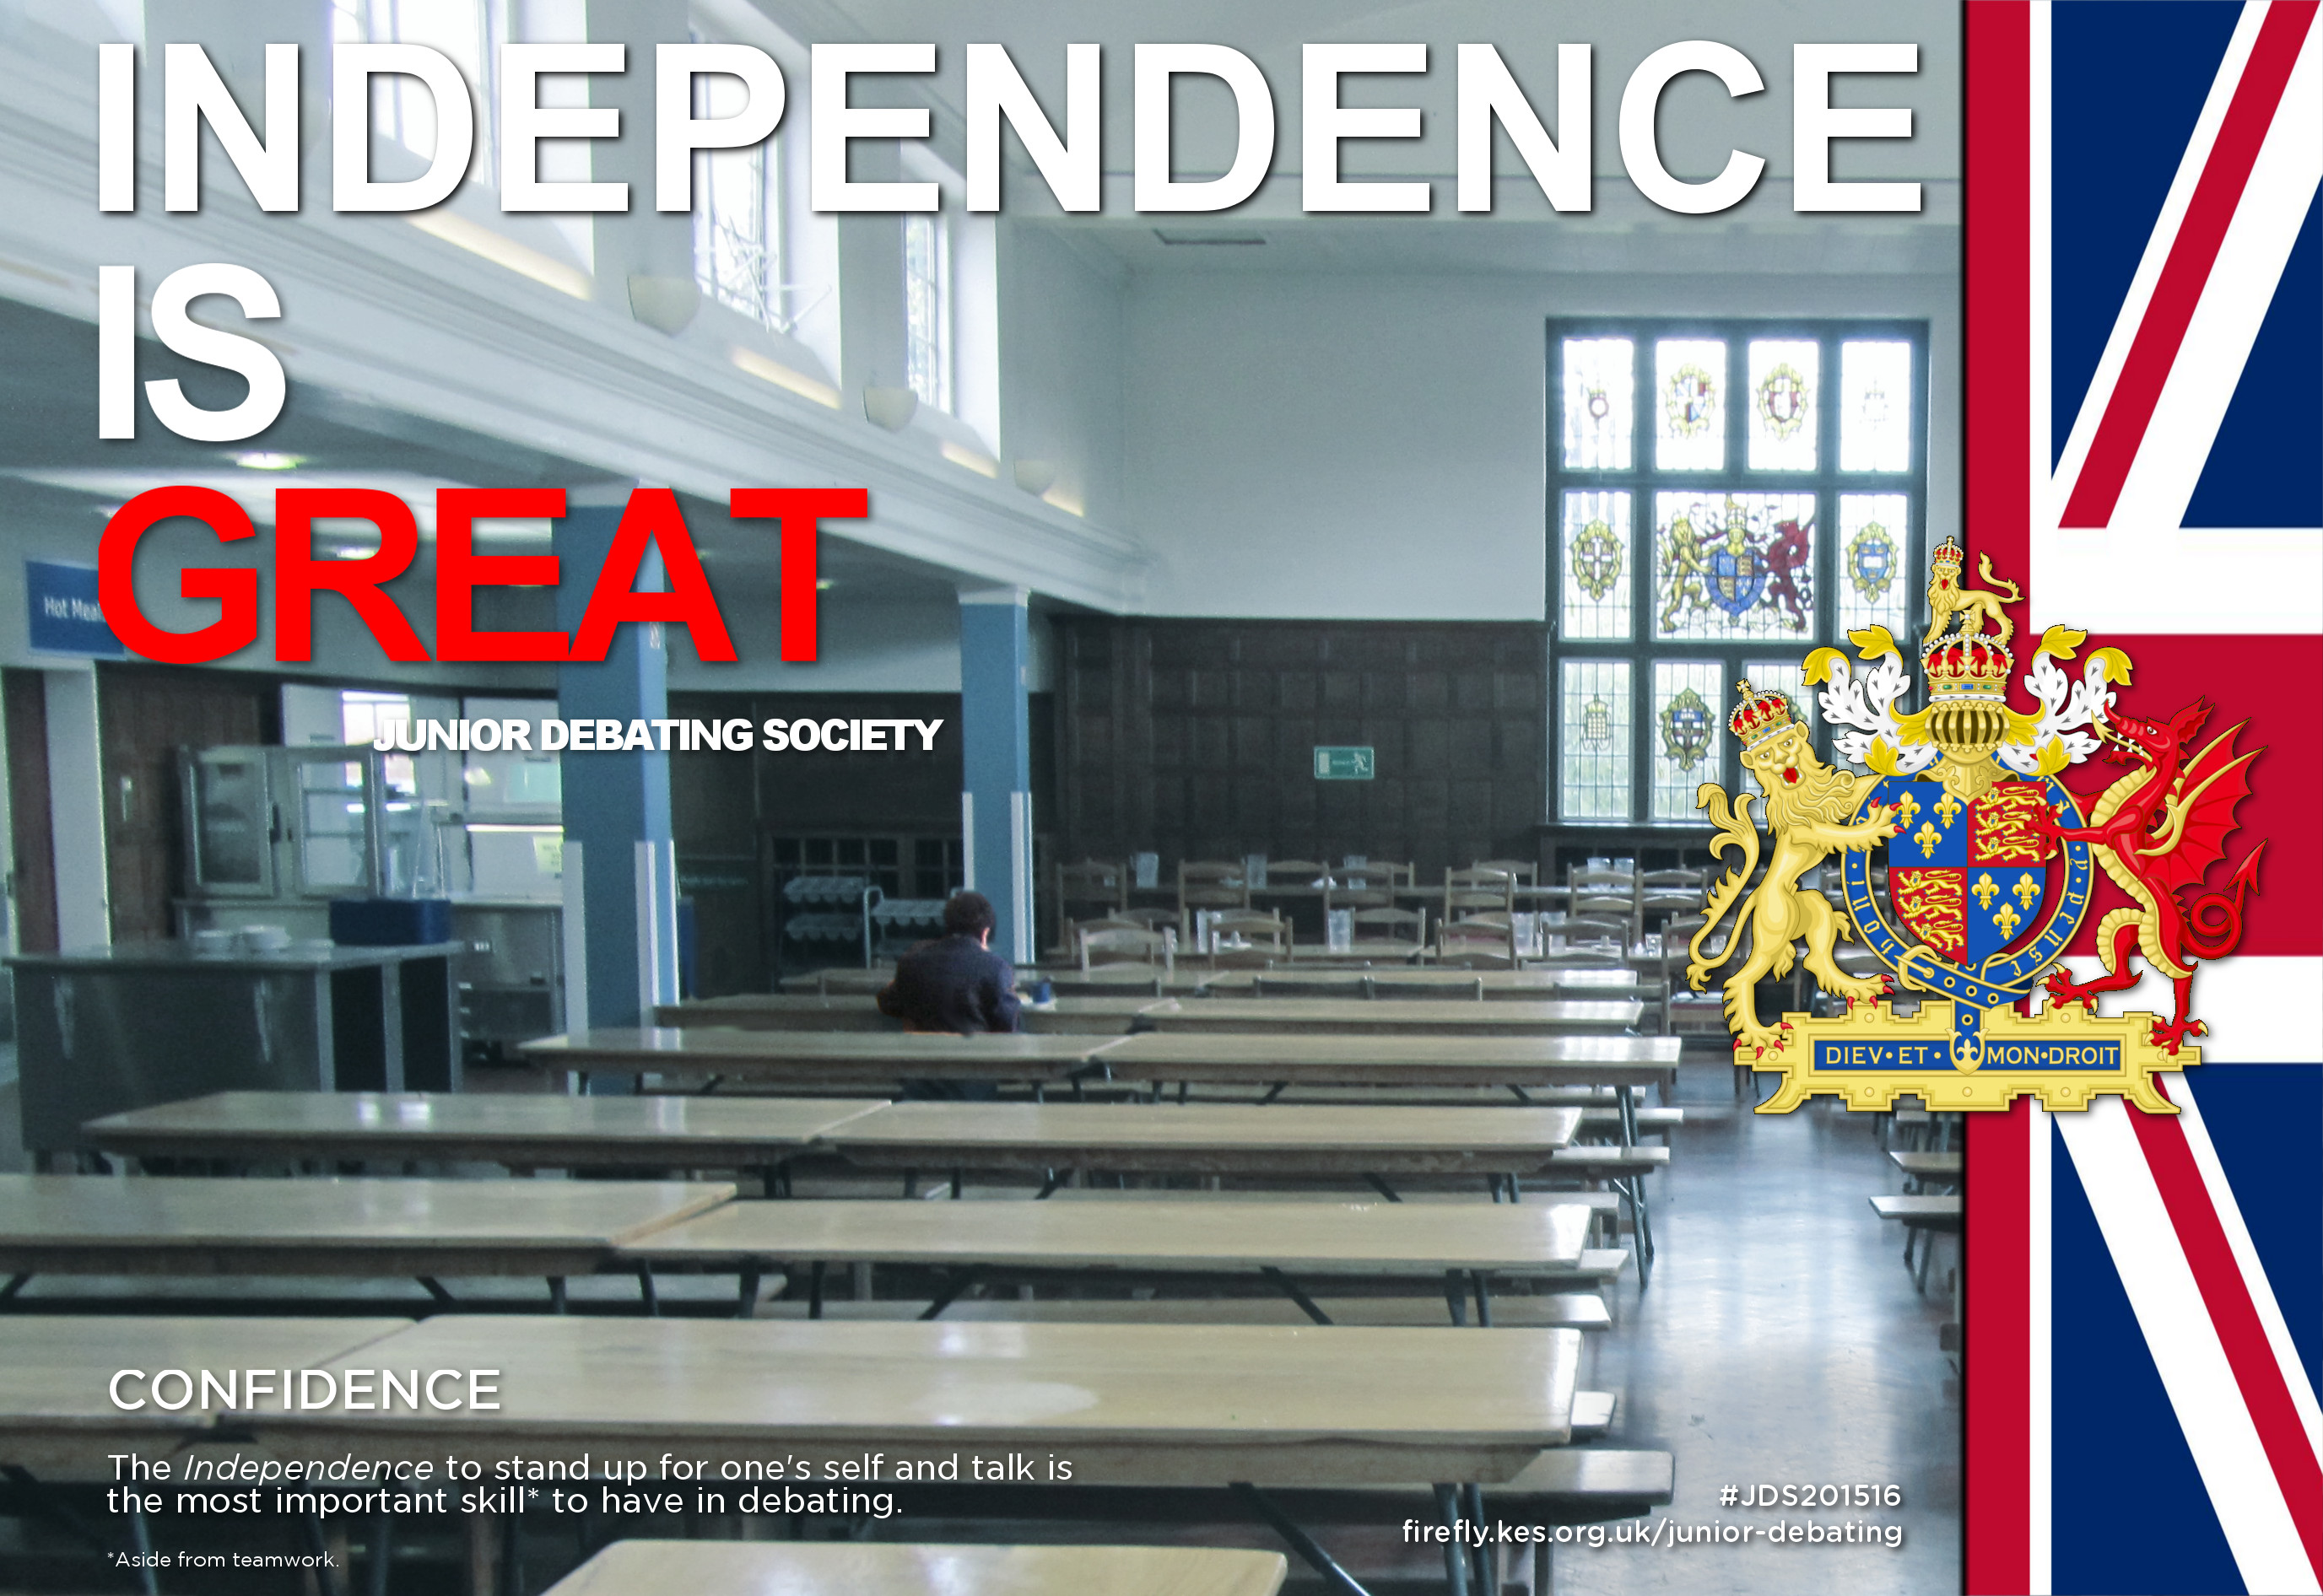 INDEPENDENCE
IS
GREAT
JUNIOR DEBATING SOCIETY
Hot Mea
DIEV•ET•MON•DROIT
CONFIDENCE
The Independence to stand up for one's self and talk is
the most important skill* to have in debating.
*Aside from teamwork.
#JDS201516
firefly.kes.org.uk/junior-debating